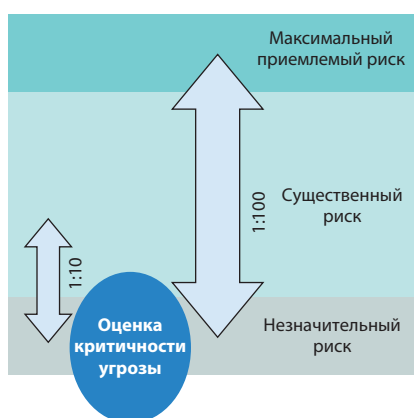 Максимальный
приемлемый риск
Существенный
риск
1:100
1:10
Незначительный
риск
Оценка
критичности
угрозы